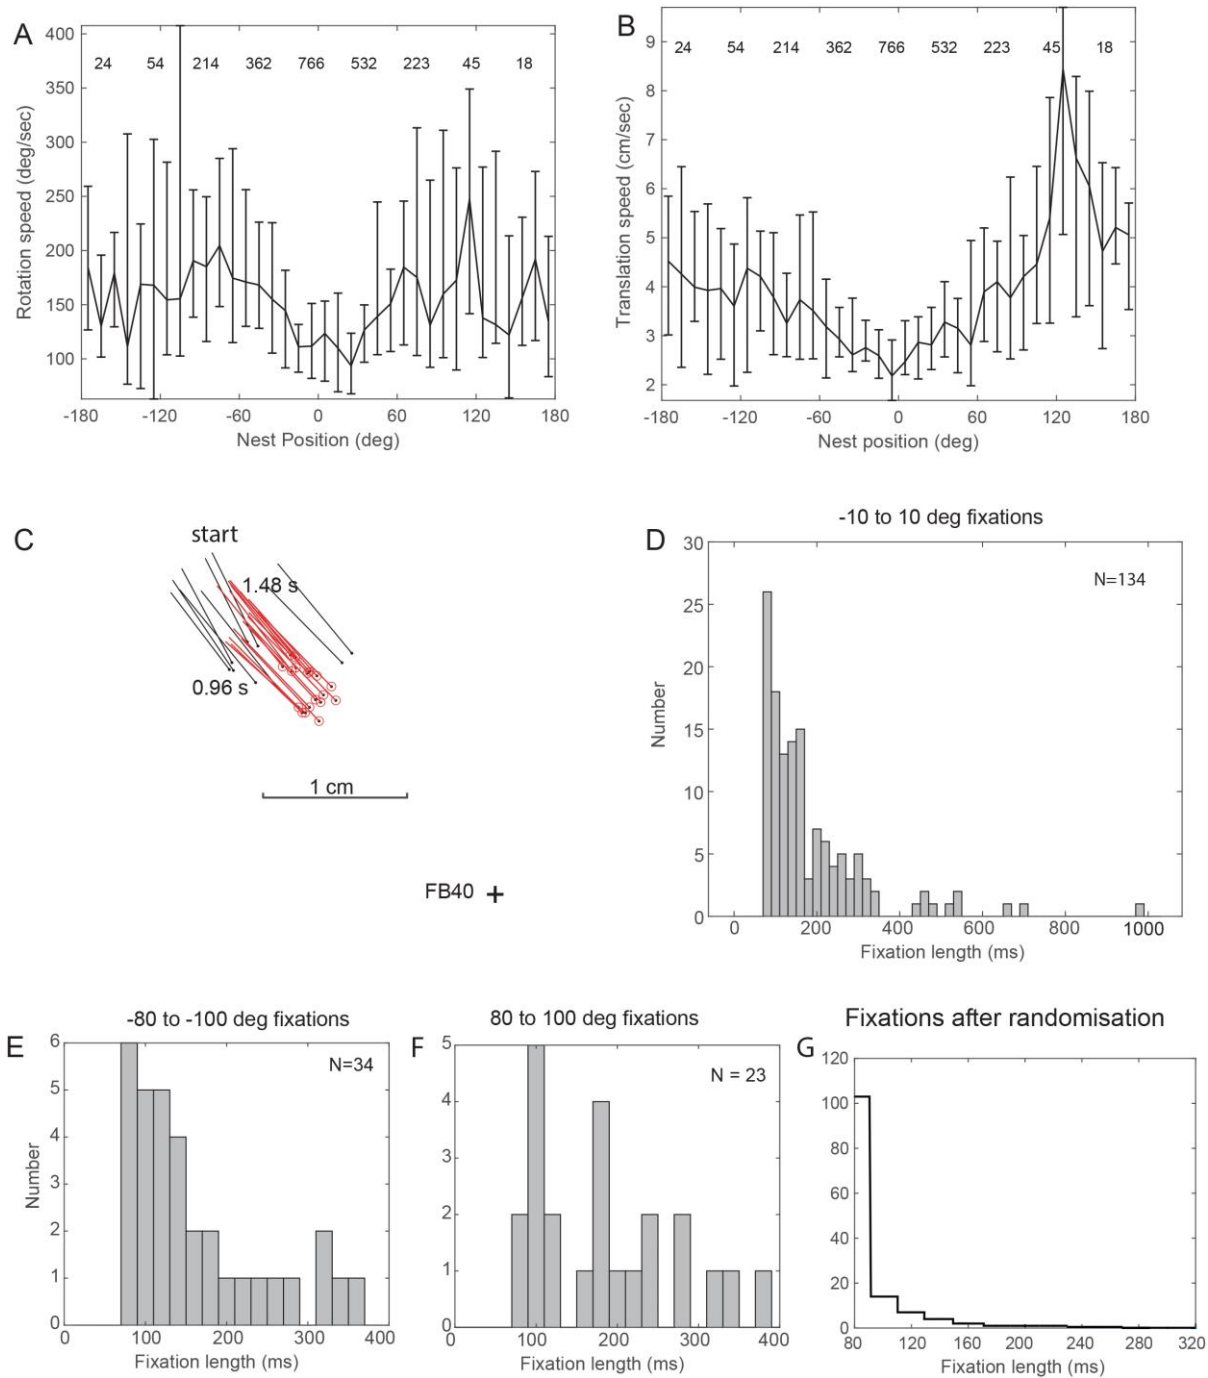 A
400
350
300
250
200
150
100
24 54 214 362 766 532 223 45 18
-180 -120 -60 0 60 120 180
Rotation speed (deg/sec)
Nest Position (deg)
B
9
8
7
6
5
4
3
2
24 54 214 362 766 532 223 45 18
-180 -120 -60 0 60 120 180
Translation speed (cm/sec)
Nest position (deg)
C
start
1.48 s
0.96 s
1 cm
FB40
-10 to 10 deg fixations
D
30
25
20
15
10
5
0
N=134
0 200 400 600 800 1000
Number
Fixation length (ms)
-80 to -100 deg fixations
E
6
5
4
3
2
1
0
N=34
0 100 200 300 400
Number
Fixation length (ms)
80 to 100 deg fixations
F
5
4
3
2
1
0
N = 23
0 100 200 300 400
Fixation length (ms)
Fixations after randomisation
G
120
100
80
60
40
20
0
80 120 160 200 240 280 320
Fixation length (ms)